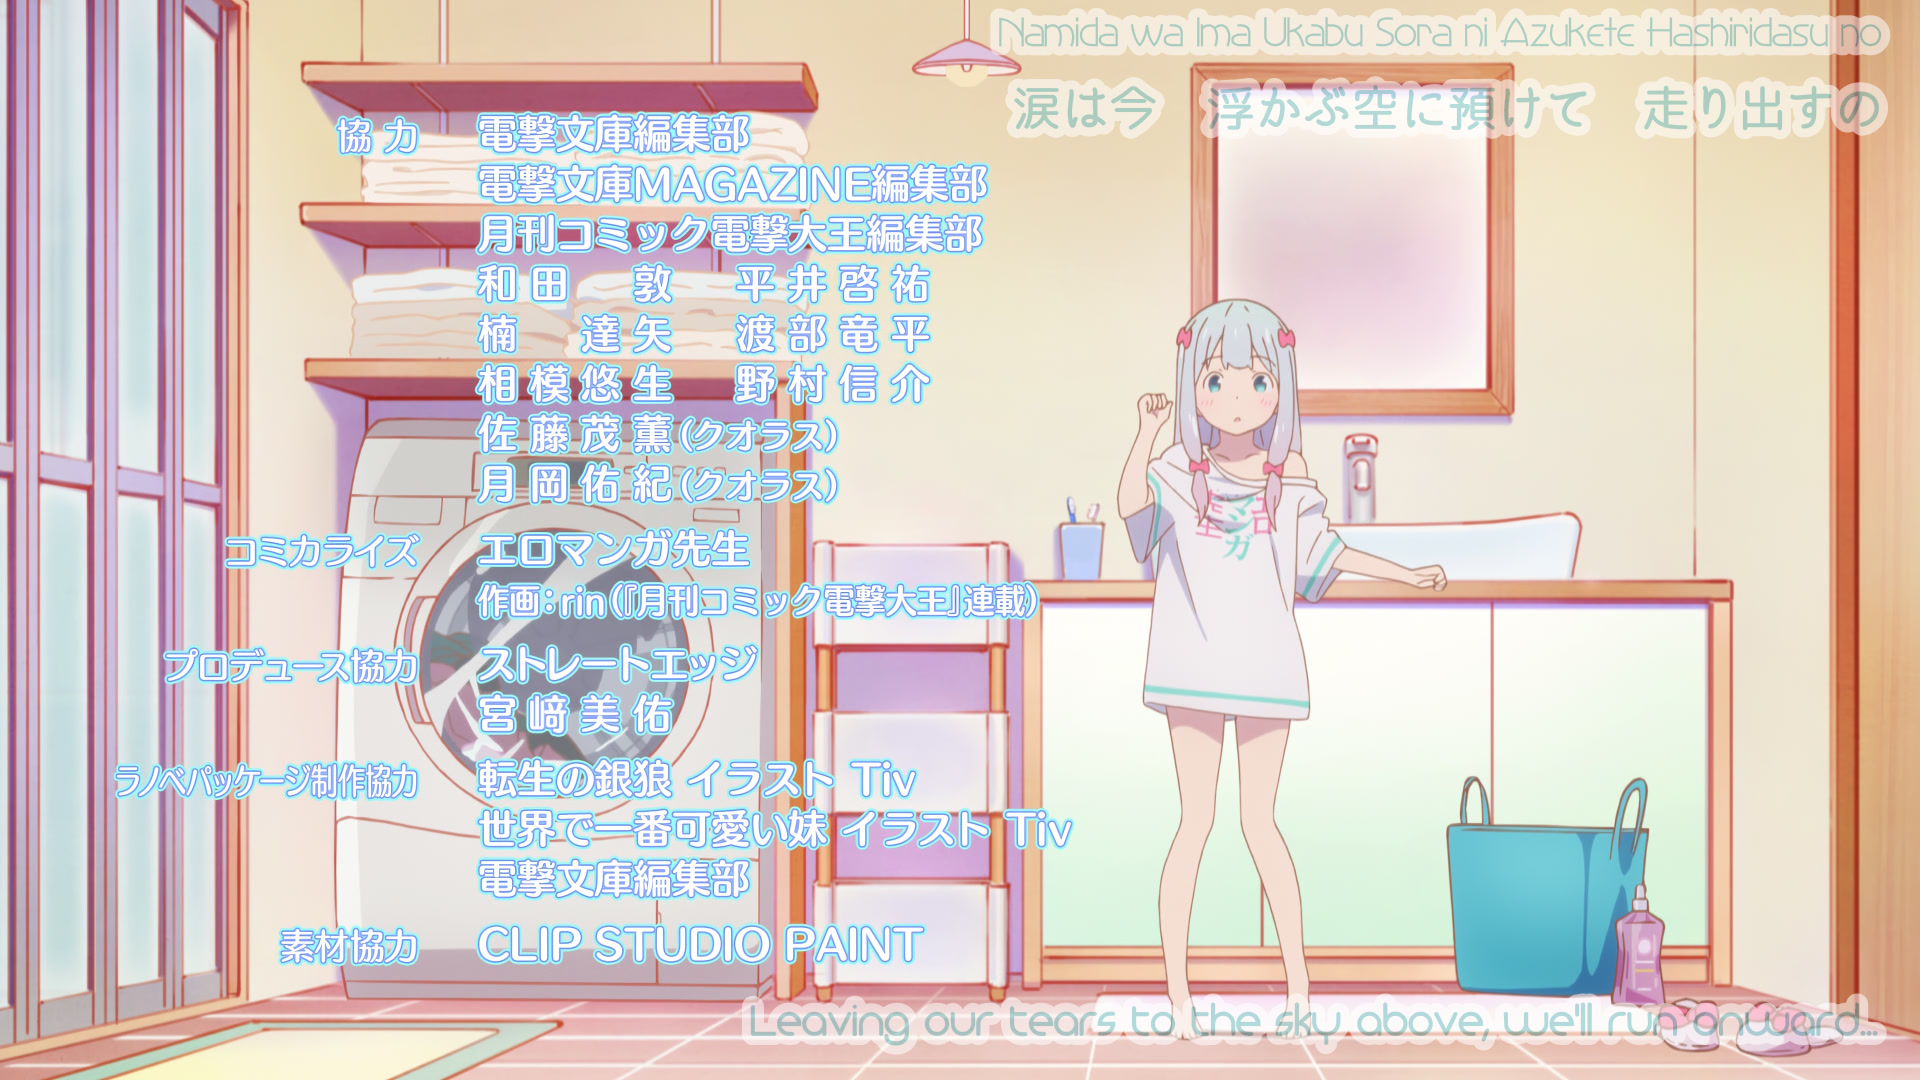 Namida wa Ima Ukabu Sora ni Azukete Hashiridasu no
涙は今　浮かぶ空に預けて　走り出すの
協力　電撃文庫編集部
電撃文庫MAGAZINE編集部
月刊コミック電撃大王編集部
和田　敦　平井啓祐
楠　達矢　渡部竜平
相模悠生　野村信介
佐藤茂薫（クオラス）
月岡佑紀（クオラス）
コミカライズ　エロマンガ先生
作画：rin（『月刊コミック電撃大王』連載）
プロデュース協力　ストレートエッジ
宮﨑美佑
ラノベパッケージ制作協力　転生の銀狼 イラスト Tiv
世界で一番可愛い妹 イラスト Tiv
電撃文庫編集部
素材協力　CLIP STUDIO PAINT
エロ
マンガ
Leaving our tears to the sky above, we'll run onward...